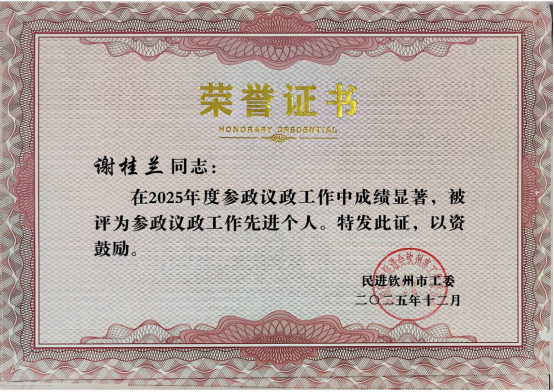 荣誉证书
HONORARY CREDENTIAL
谢桂兰同志：
在2025年度参政议政工作中成绩显著，被
评为参政议政工作先进个人。特发此证，以资
鼓励。
民进钦州市工委
二〇二五年十二月